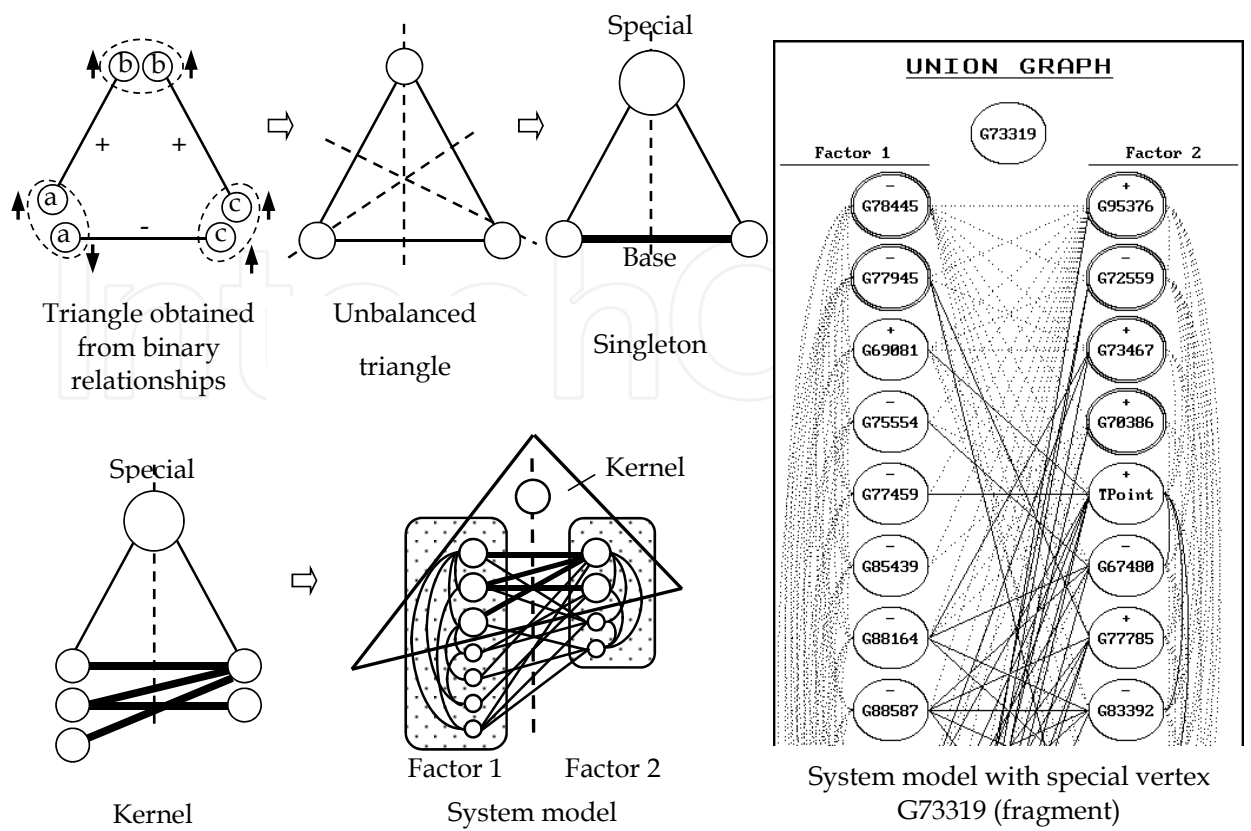 b b
+ +
a c
a - c
Triangle obtained
from binary
relationships
Unbalanced
triangle
Special
Base
Singleton
Special
Kernel
Kernel
Factor 1 Factor 2
System model
UNION GRAPH
G73319
Factor 1 Factor 2
- +
G78445 G95376
- -
G77945 G72559
+ +
G69081 G73467
- +
G75554 G70386
- +
G77459 TPoint
- -
G85439 G67480
- +
G88164 G77785
- -
G88587 G83392
System model with special vertex
G73319 (fragment)